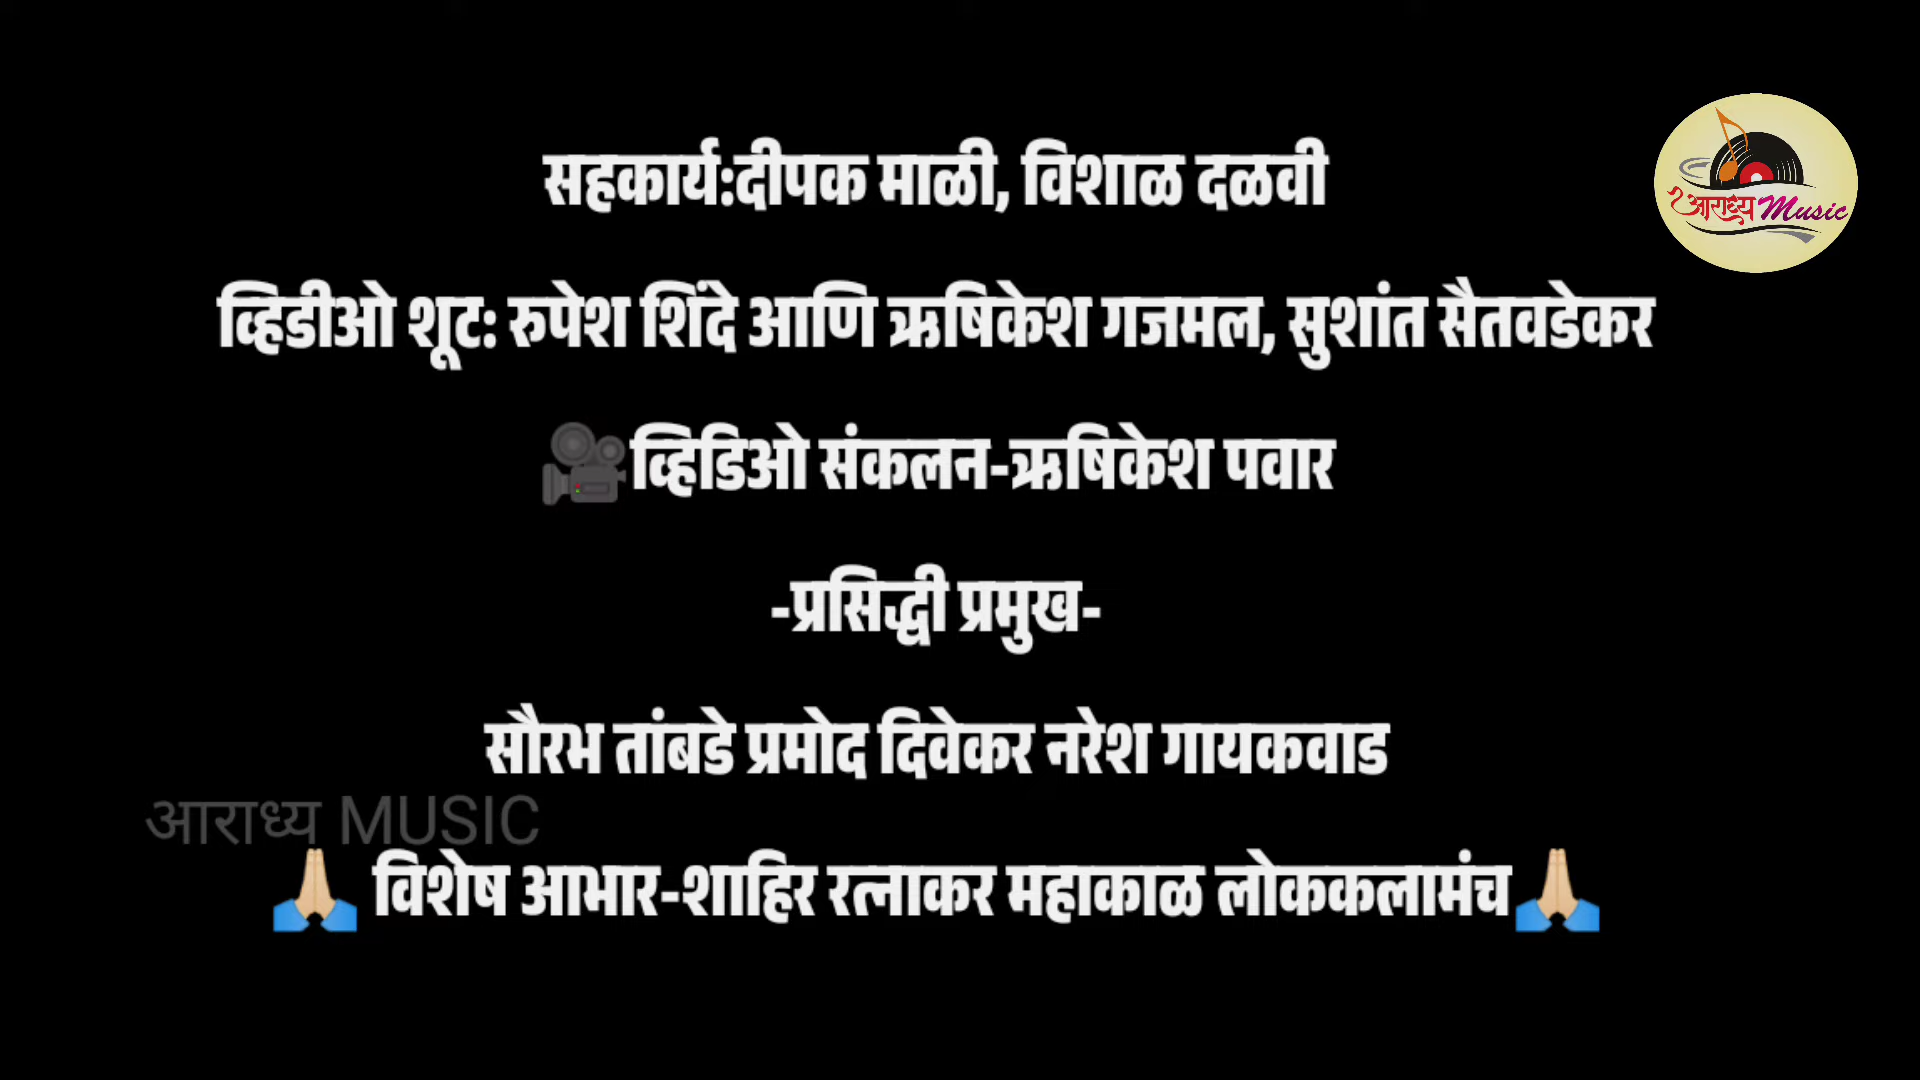 सहकार्य:दीपक माळी, विशाळ दळवी
व्हिडीओ शूट: रुपेश शिंदे आणि ऋषिकेश गजमल, सुशांत सैतवडेकर
🎥व्हिडिओ संकलन-ऋषिकेश पवार
-प्रसिद्धी प्रमुख-
सौरभ तांबडे प्रमोद दिवेकर नरेश गायकवाड
🙏🏼 विशेष आभार-शाहिर रत्नाकर महाकाळ लोककलामंच🙏🏼
आराध्य MUSIC
आराध्य Music